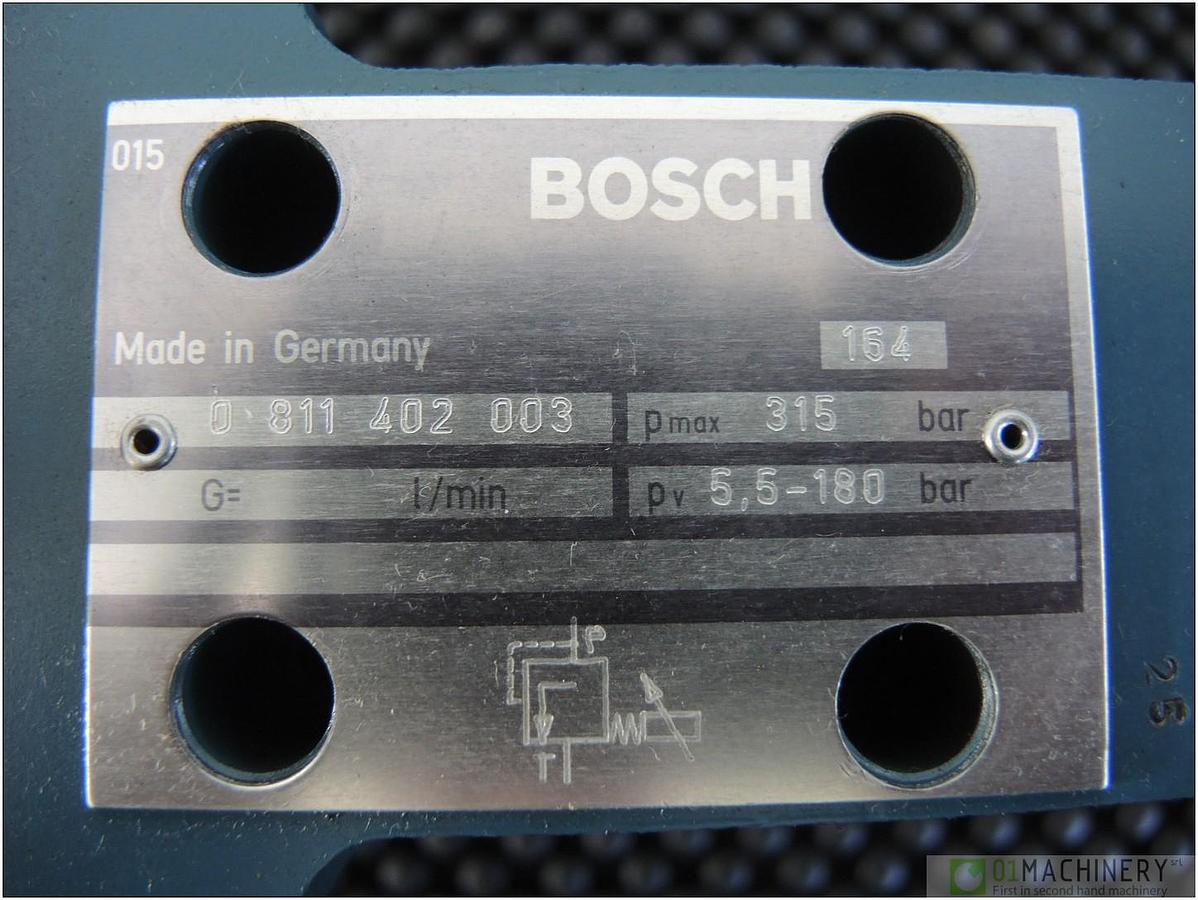 015
BOSCH
Made in Germany 164
0 811 402 003 pmax 315 bar
G= l/min pv 5,5-180 bar
P
T
25
01MACHINERY srl
First in second hand machinery